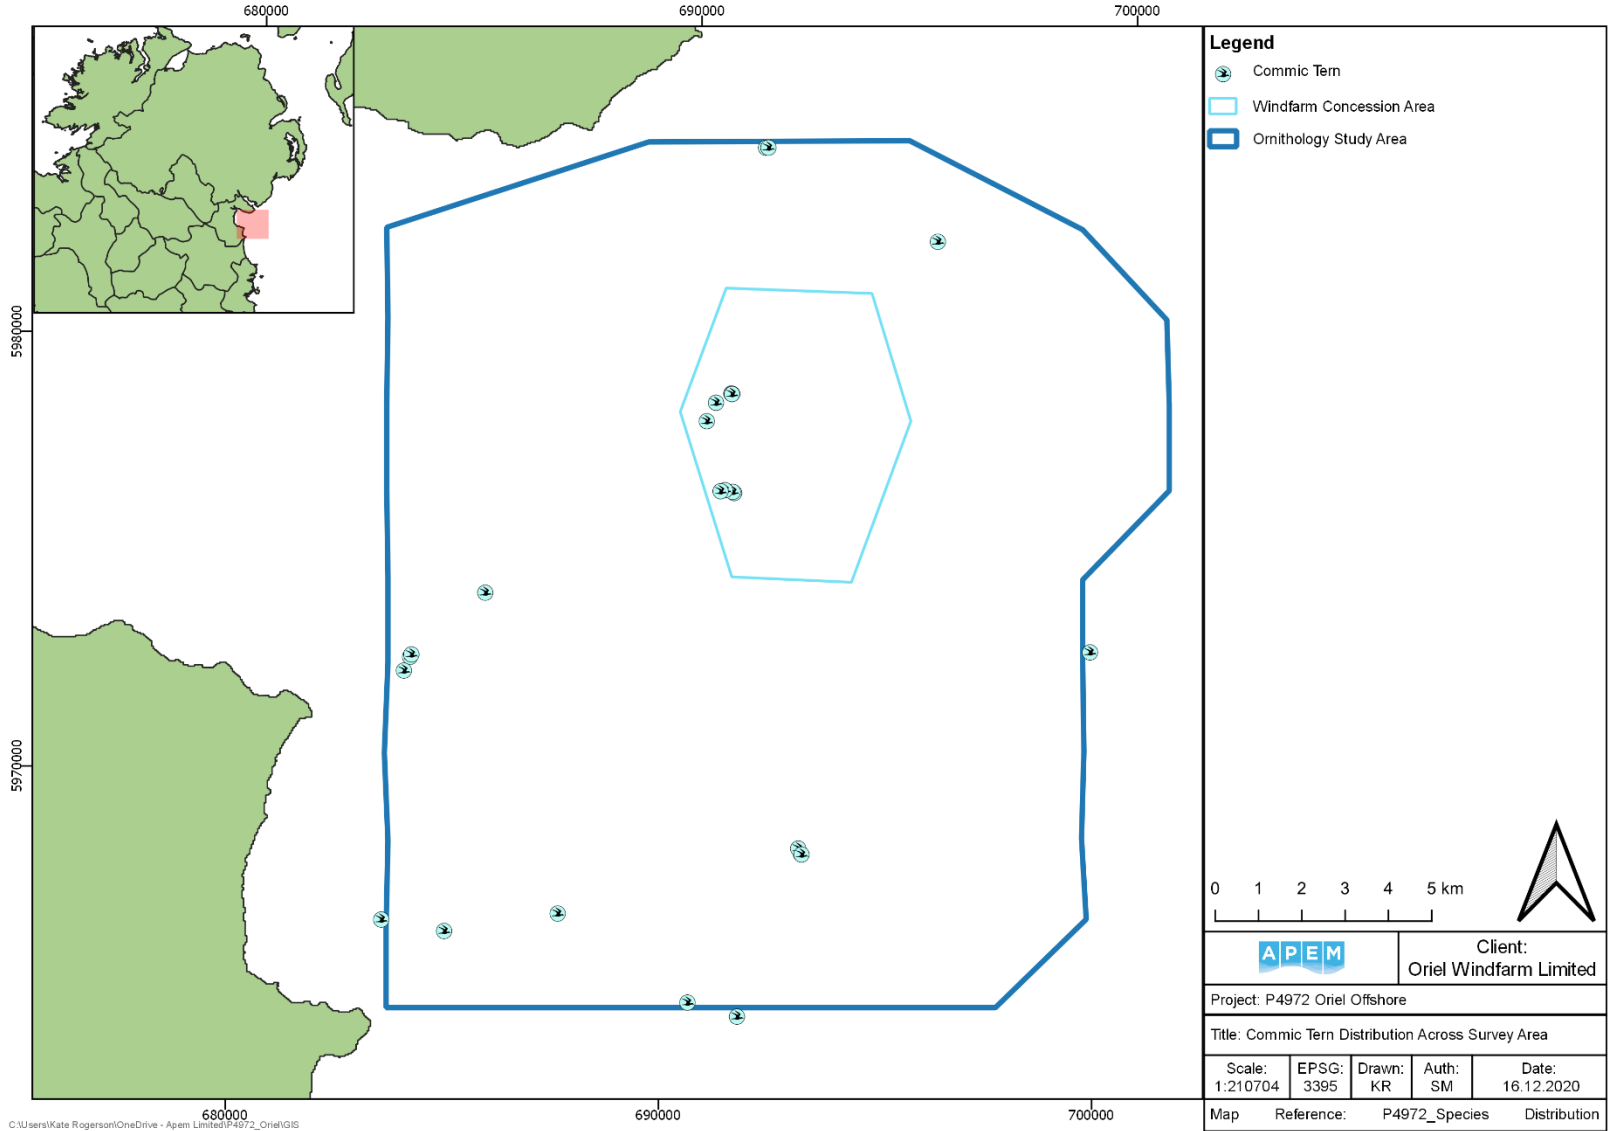 680000
690000
700000
5980000
5970000
680000
690000
700000
Legend
Commic Tern
Windfarm Concession Area
Ornithology Study Area
0 1 2 3 4 5 km
APEM
Client:
Oriel Windfarm Limited
Project: P4972 Oriel Offshore
Title: Commic Tern Distribution Across Survey Area
Scale:
1:210704
EPSG:
3395
Drawn:
KR
Auth:
SM
Date:
16.12.2020
Map Reference: P4972_Species Distribution
C:\Users\Kate Rogerson\OneDrive - Apem Limited\P4972_Oriel\GIS